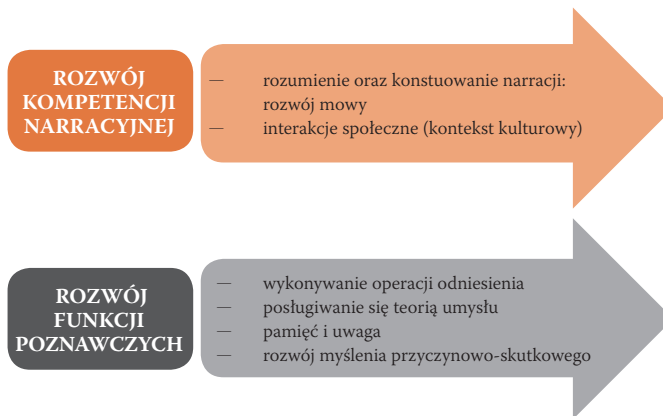 ROZWÓJ
KOMPETENCJI
NARRACYJNEJ
— rozumienie oraz konstuowanie narracji:
rozwój mowy
— interakcje społeczne (kontekst kulturowy)
ROZWÓJ
FUNKCJI
POZNAWCZYCH
— wykonywanie operacji odniesienia
— posługiwanie się teorią umysłu
— pamięć i uwaga
— rozwój myślenia przyczynowo-skutkowego